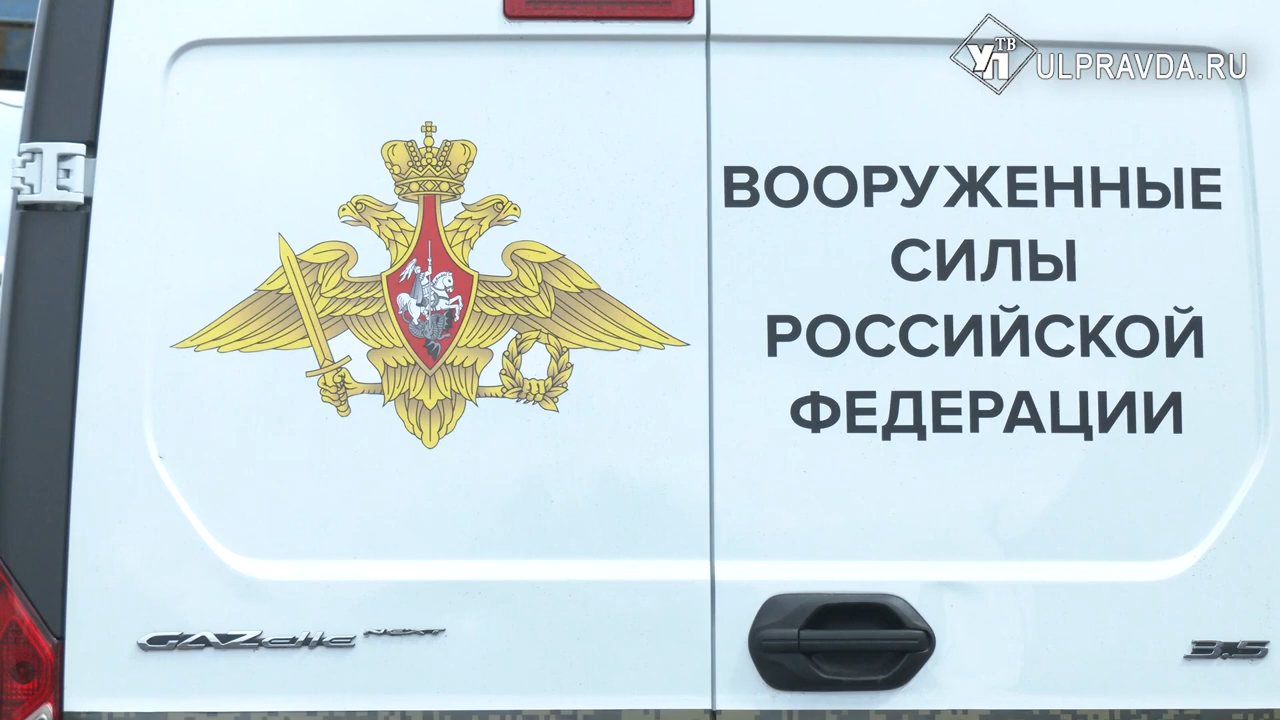 УП ТВ ULPRAVDA.RU
ВООРУЖЕННЫЕ
СИЛЫ
РОССИЙСКОЙ
ФЕДЕРАЦИИ
GAZelle NEXT
3.5